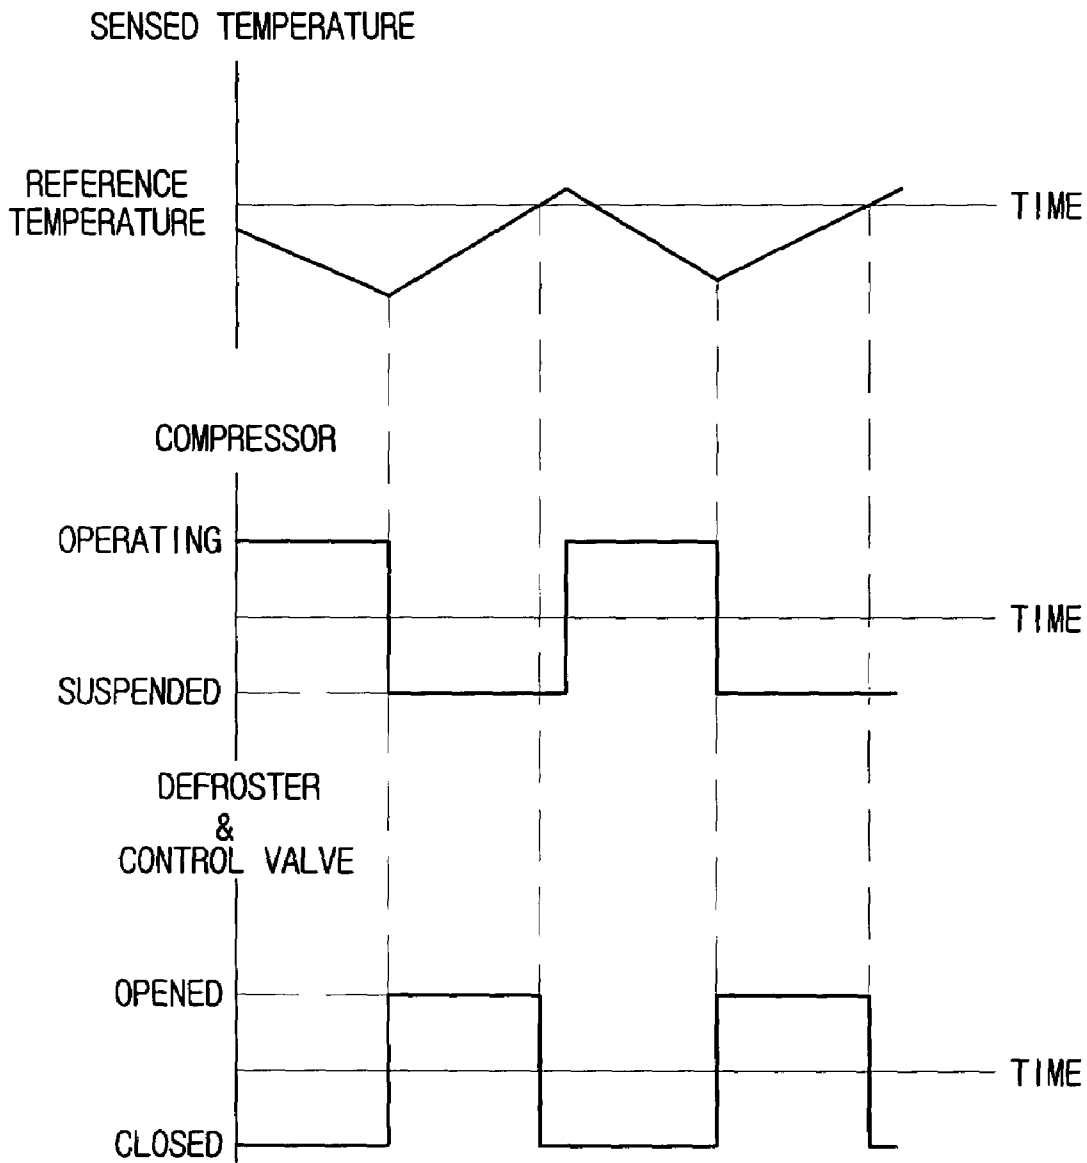 SENSED TEMPERATURE
REFERENCE
TEMPERATURE
TIME
COMPRESSOR
OPERATING
TIME
SUSPENDED
DEFROSTER
&
CONTROL VALVE
OPENED
TIME
CLOSED